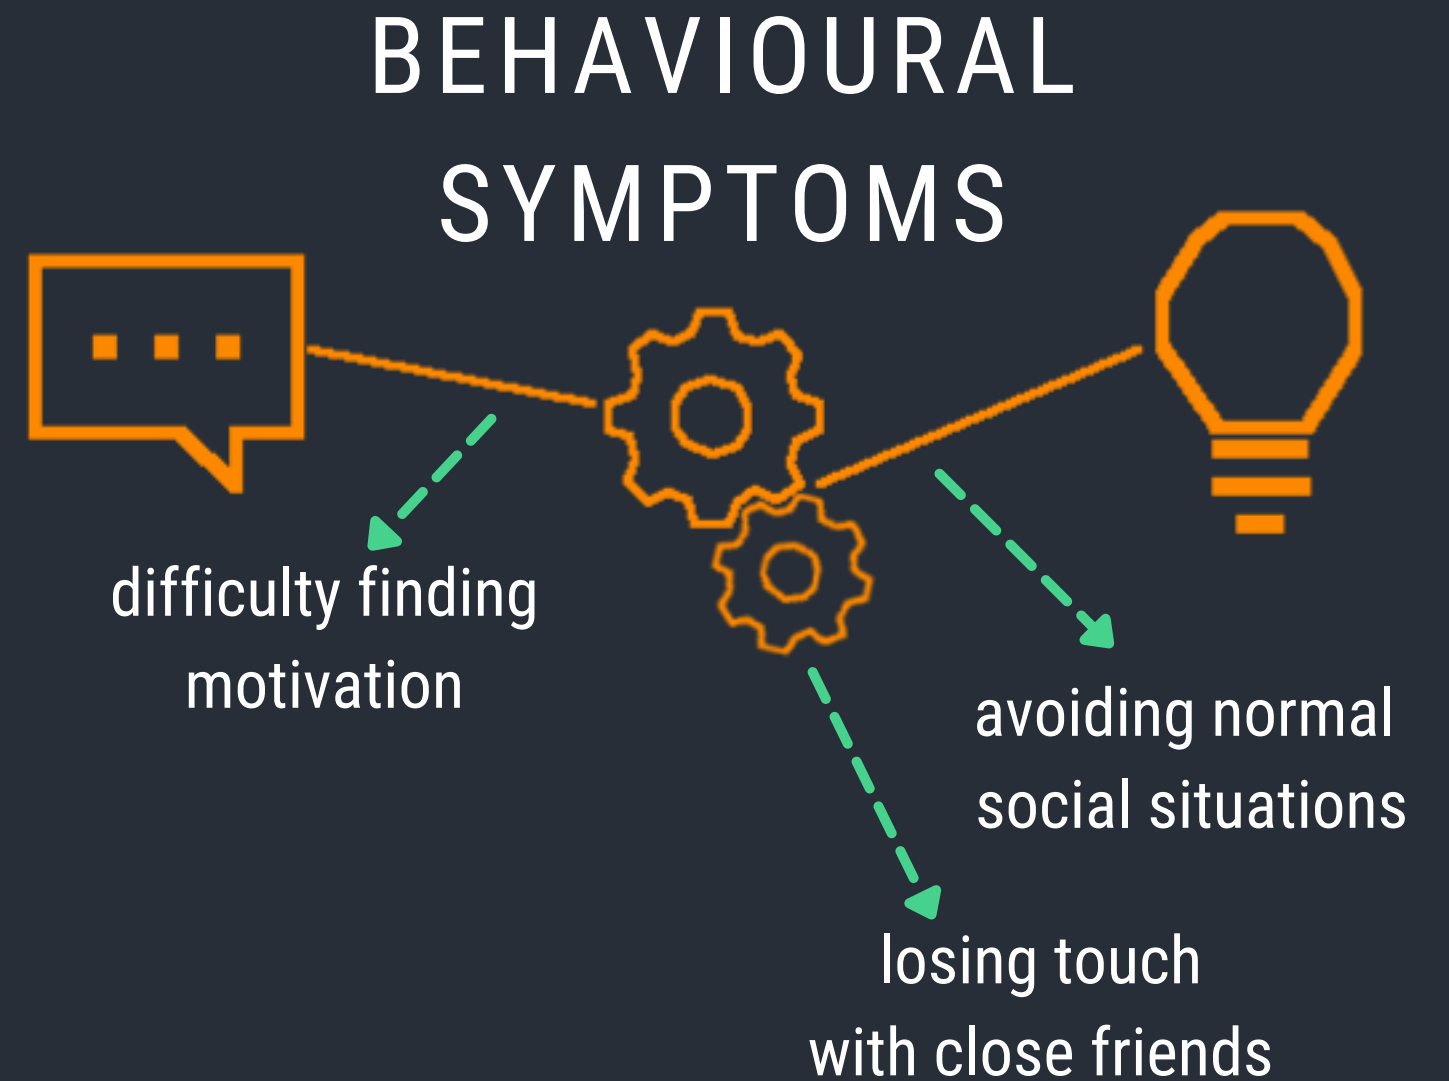 BEHAVIOURAL
SYMPTOMS
difficulty finding
motivation
avoiding normal
social situations
losing touch
with close friends